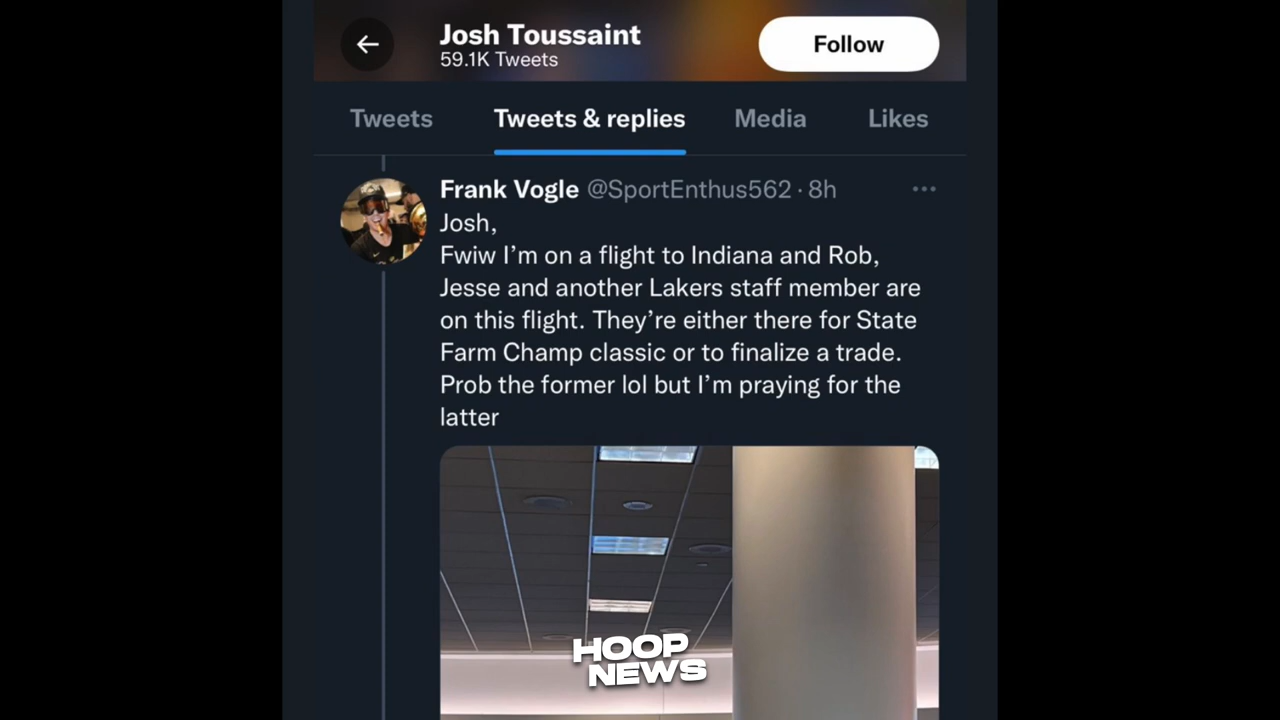 Josh Toussaint
59.1K Tweets
Follow
Tweets
Tweets & replies
Media
Likes
Frank Vogle @SportEnthus562 · 8h
Josh,
Fwiw I’m on a flight to Indiana and Rob,
Jesse and another Lakers staff member are
on this flight. They’re either there for State
Farm Champ classic or to finalize a trade.
Prob the former lol but I’m praying for the
latter
HOOP
NEWS